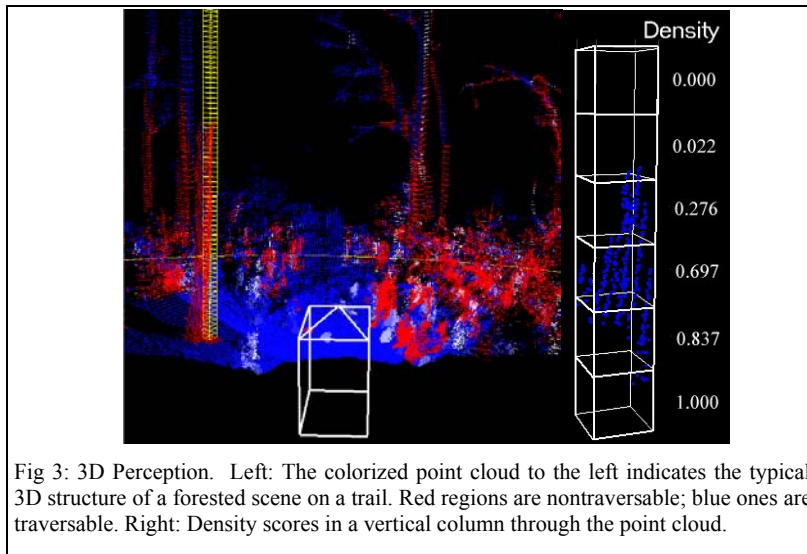 Density
0.000
0.022
0.276
0.697
0.837
1.000
Fig 3: 3D Perception. Left: The colorized point cloud to the left indicates the typical
3D structure of a forested scene on a trail. Red regions are nontraversable; blue ones are
traversable. Right: Density scores in a vertical column through the point cloud.